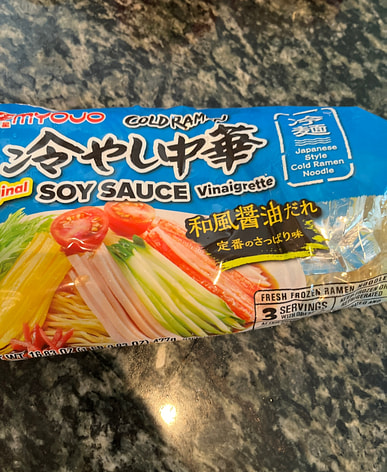 MYOJO
COLD RAMEN
冷やし中華
SOY SAUCE Vinaigrette
和風醤油だれ
定番のさっぱり味
冷
麺
Japanese
Style
Cold Ramen
Noodle
FRESH FROZEN RAMEN NOODLE
3 SERVINGS